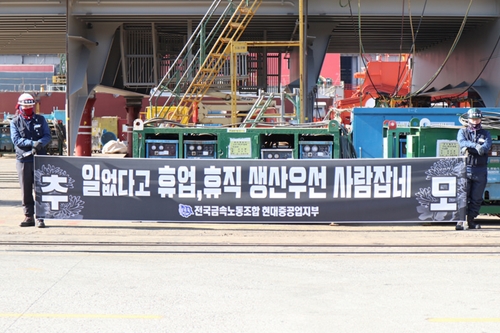 추 일없다고 휴업,휴직 생산우선 사람잡네 모
전국금속노동조합 현대중공업지부